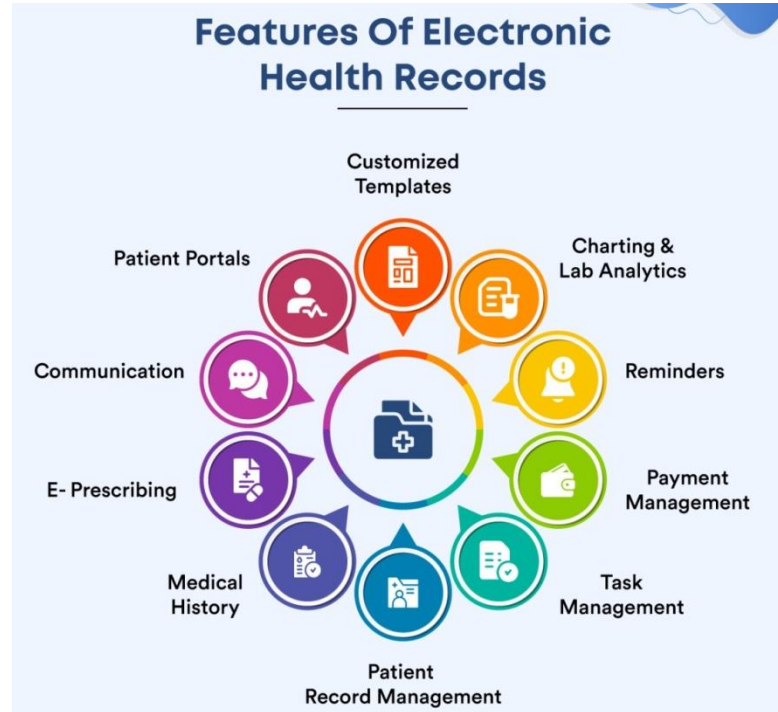 Features Of Electronic
Health Records
Customized
Templates
Charting &
Lab Analytics
Reminders
Payment
Management
Task
Management
Patient
Record Management
Medical
History
E- Prescribing
Communication
Patient Portals